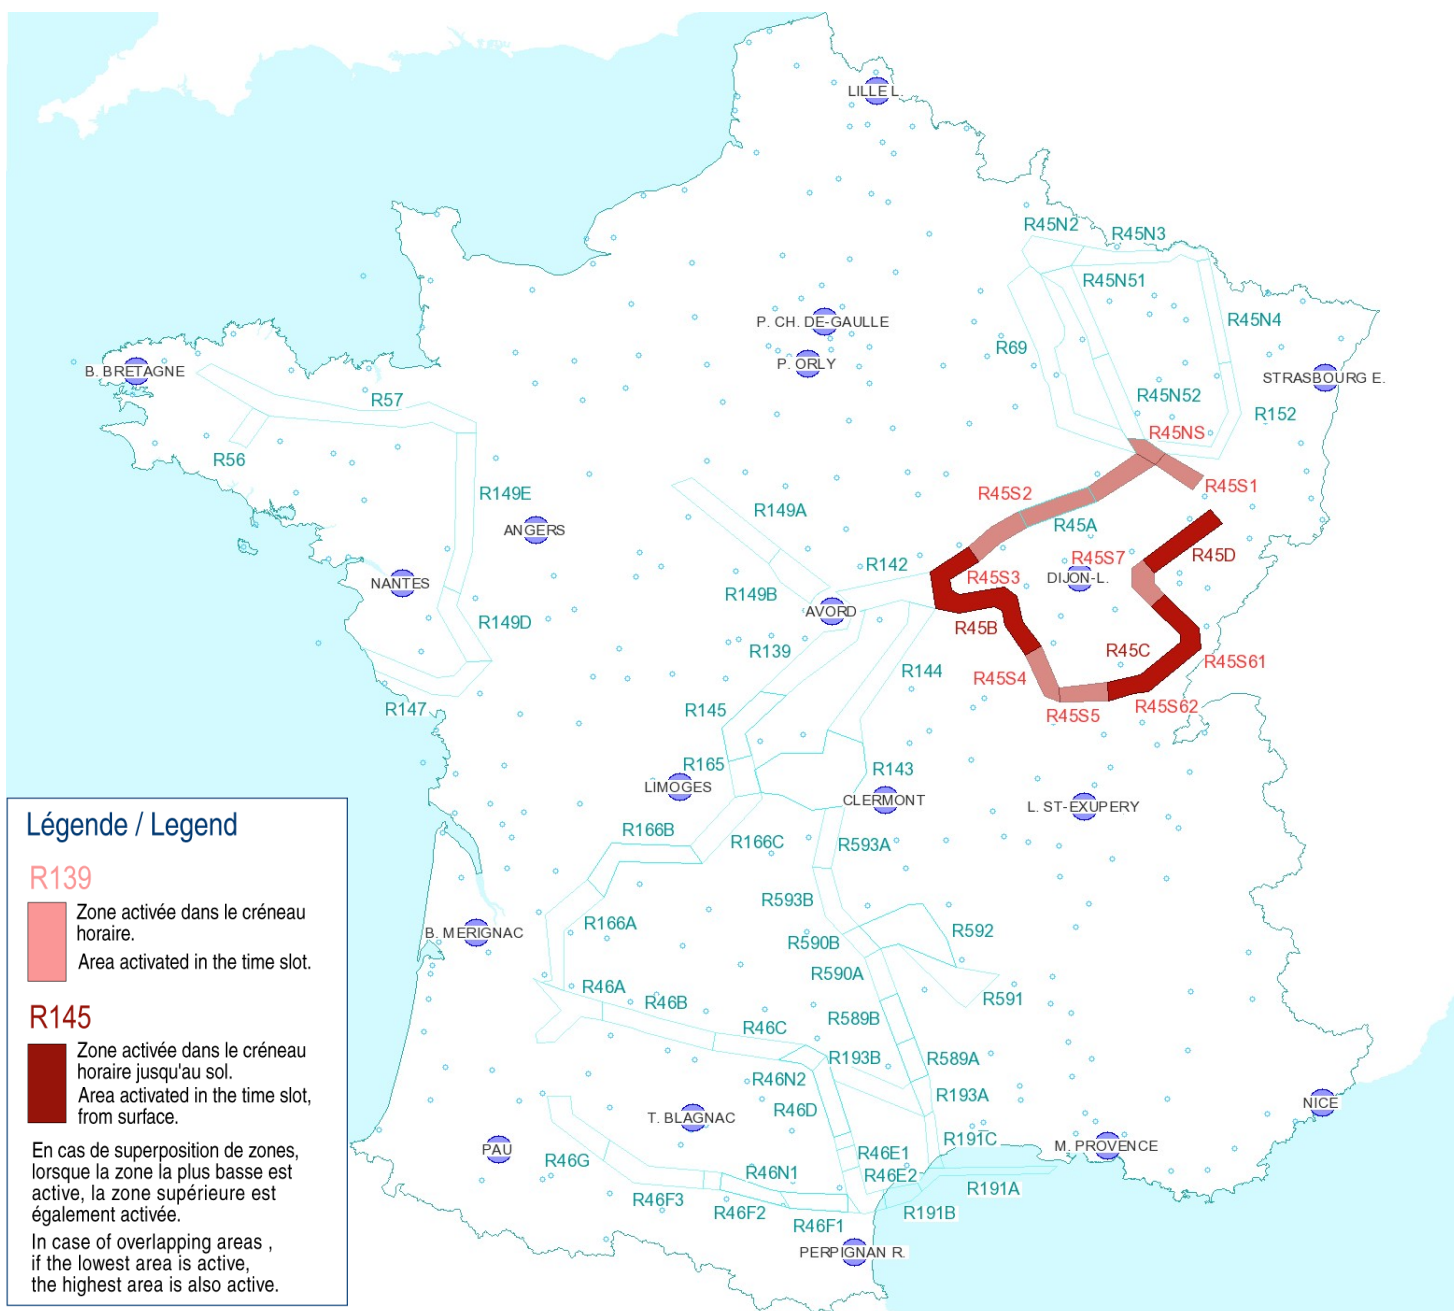 LILLE L.
R45N2
R45N3
R45N51
P. CH. DE-GAULLE
R45N4
R69
P. ORLY
B. BRETAGNE
STRASBOURG E.
R57
R45N52
R152
R45NS
R56
R45S1
R149E
R45S2
R149A
R45A
ANGERS
R45S7
R45D
R142
R45S3
DIJON-L.
NANTES
R149B
AVORD
R149D
R45B
R139
R45C
R45S61
R144
R45S4
R147
R145
R45S5
R45S62
R165
R143
LIMOGES
CLERMONT
L. ST-EXUPERY
R166B
R166C
R593A
R593B
R166A
B. MERIGNAC
R590B
R592
R590A
R46A
R46B
R591
R46C
R589B
R193B
R589A
R46N2
R193A
R46D
T. BLAGNAC
NICE
R191C
PAU
M. PROVENCE
R46G
R46E1
R46N1
R46E2
R191A
R46F3
R46F2
R191B
R46F1
PERPIGNAN R.
Légende / Legend
R139
Zone activée dans le créneau
horaire.
Area activated in the time slot.
R145
Zone activée dans le créneau
horaire jusqu'au sol.
Area activated in the time slot,
from surface.
En cas de superposition de zones,
lorsque la zone la plus basse est
active, la zone supérieure est
également activée.
In case of overlapping areas ,
if the lowest area is active,
the highest area is also active.